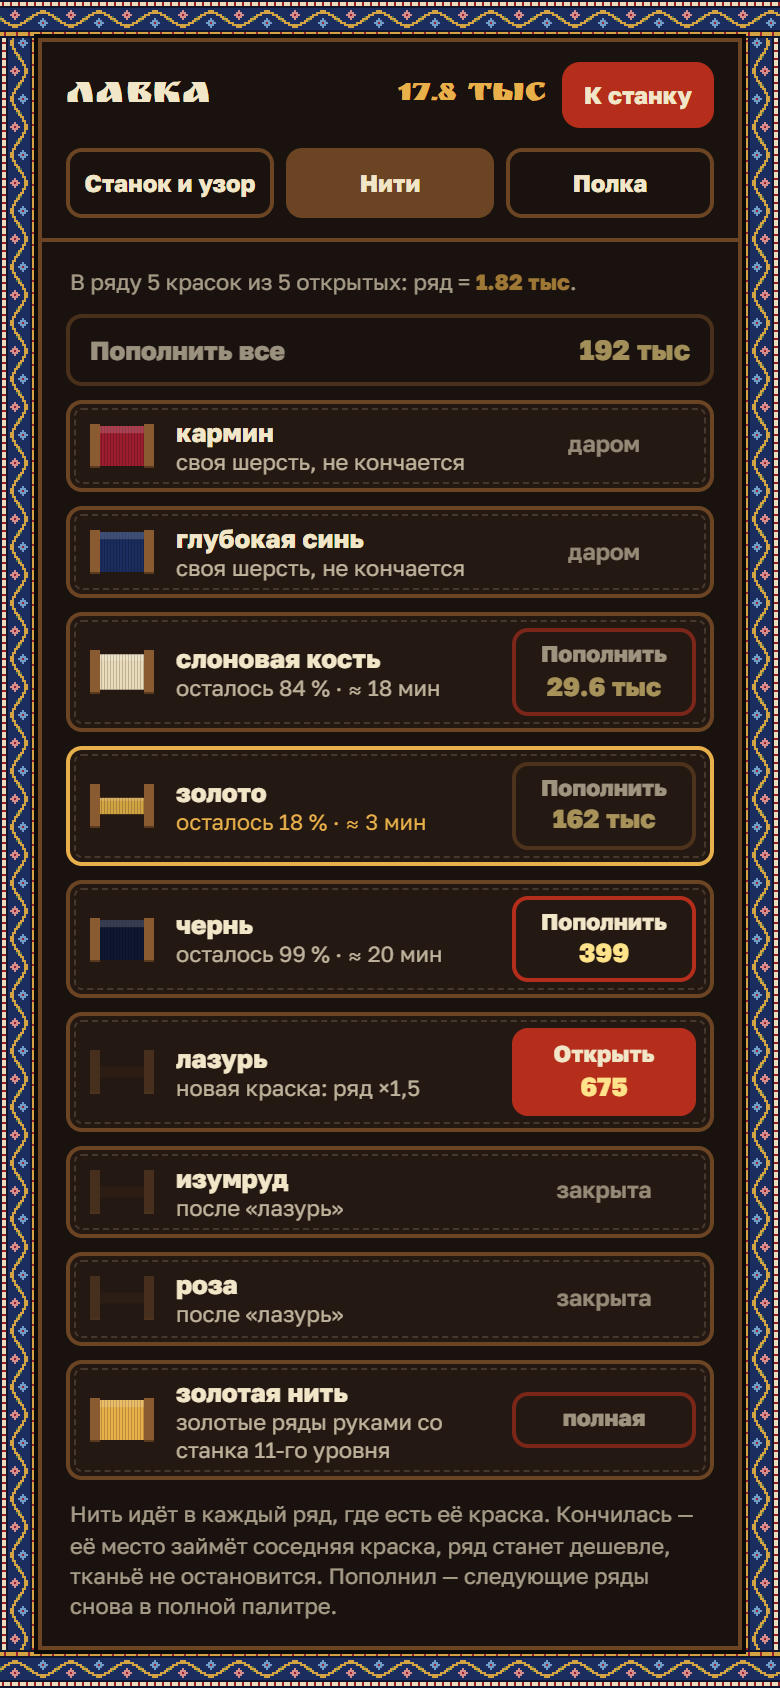 ЛАВКА
17.8 ТЫС
К станку
Станок и узор
Нити
Полка
В ряду 5 красок из 5 открытых: ряд = 1.82 тыс.
Пополнить все
192 тыс
кармин
своя шерсть, не кончается
даром
глубокая синь
своя шерсть, не кончается
даром
слоновая кость
осталось 84 % · ≈ 18 мин
Пополнить
29.6 тыс
золото
осталось 18 % · ≈ 3 мин
Пополнить
162 тыс
чернь
осталось 99 % · ≈ 20 мин
Пополнить
399
лазурь
новая краска: ряд ×1,5
Открыть
675
изумруд
после «лазурь»
закрыта
роза
после «лазурь»
закрыта
золотая нить
золотые ряды руками со
станка 11-го уровня
полная
Нить идёт в каждый ряд, где есть её краска. Кончилась —
её место займёт соседняя краска, ряд станет дешевле,
тканьё не остановится. Пополнил — следующие ряды
снова в полной палитре.